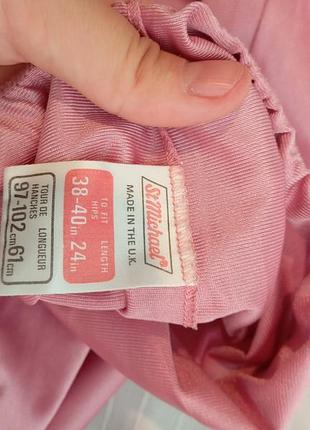 St Michael®
MADE IN THE U.K.
TO FIT LENGTH
HIPS
38-40in 24in
TOUR DE LONGUEUR
HANCHES
97-102cm 61cm